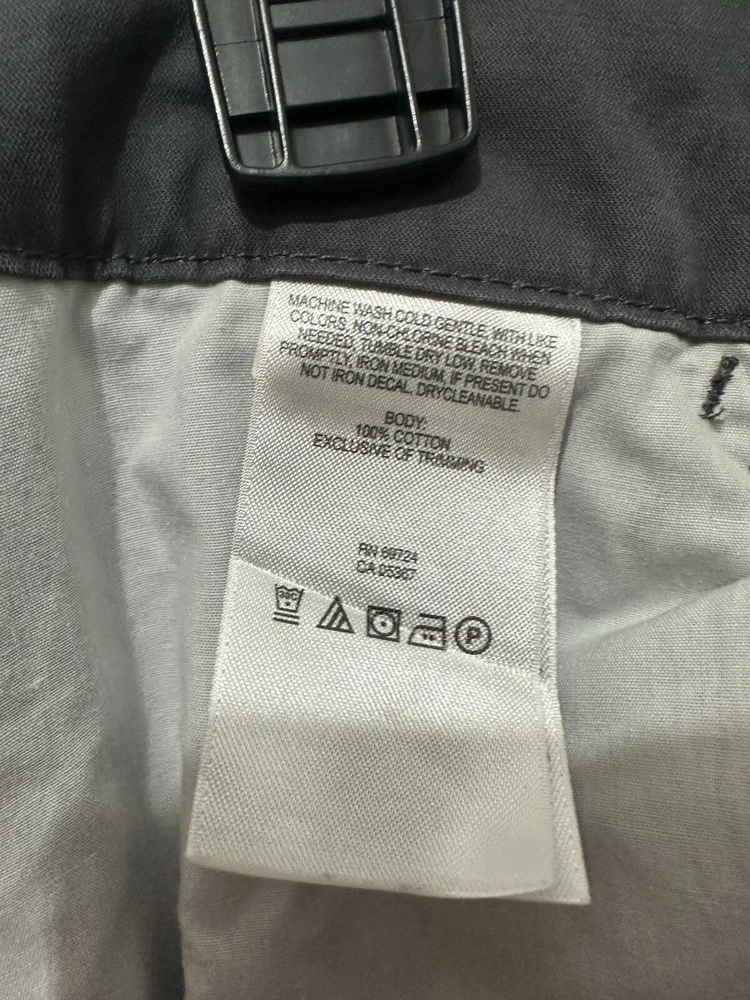 MACHINE WASH COLD GENTLE, WITH LIKE
COLORS, NON-CHLORINE BLEACH WHEN
NEEDED, TUMBLE DRY LOW, REMOVE
PROMPTLY, IRON MEDIUM, IF PRESENT DO
NOT IRON DECAL, DRYCLEANABLE.
BODY:
100% COTTON
EXCLUSIVE OF TRIMMING
RN 69724
CA 05367
30C
P